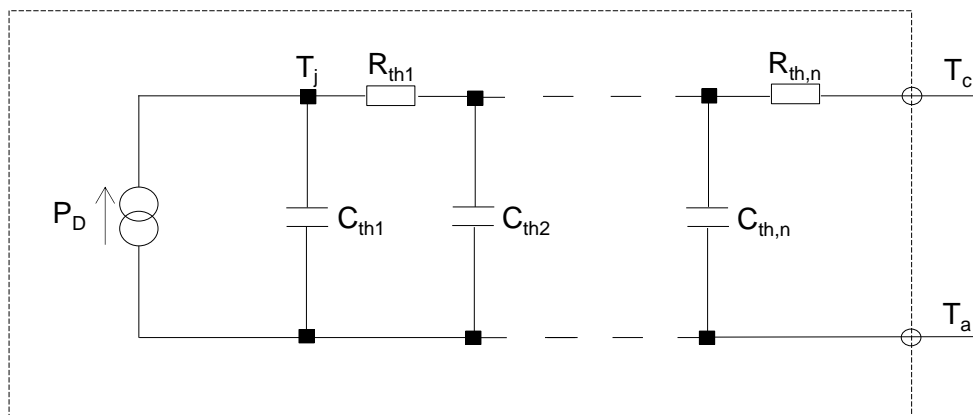 T_j
R_th1
R_th,n
T_c
P_D
C_th1
C_th2
C_th,n
T_a